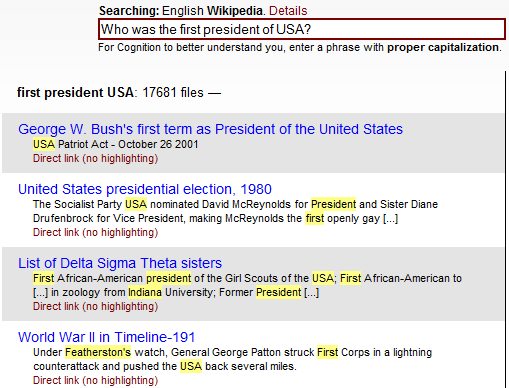 Searching: English Wikipedia. Details
Who was the first president of USA?
For Cognition to better understand you, enter a phrase with proper capitalization.
first president USA: 17681 files —
George W. Bush's first term as President of the United States
USA Patriot Act - October 26 2001
Direct link (no highlighting)
United States presidential election, 1980
The Socialist Party USA nominated David McReynolds for President and Sister Diane
Drufenbrock for Vice President, making McReynolds the first openly gay [...]
Direct link (no highlighting)
List of Delta Sigma Theta sisters
First African-American president of the Girl Scouts of the USA; First African-American to
[...] in zoology from Indiana University; Former President [...]
Direct link (no highlighting)
World War II in Timeline-191
Under Featherston's watch, General George Patton struck First Corps in a lightning
counterattack and pushed the USA back several miles.
Direct link (no highlighting)